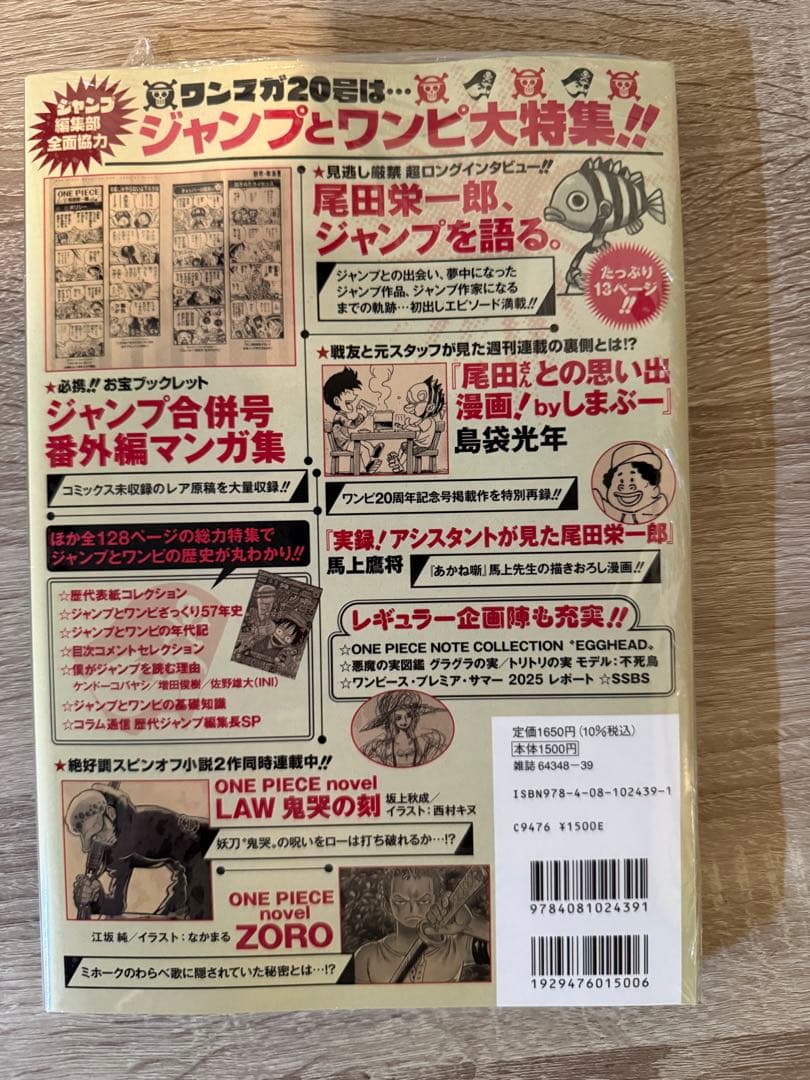 ジャンプ
編集部
全面協力
ワンマガ20号は…
ジャンプとワンピ大特集!!
ONE PIECE
★見逃し厳禁 超ロングインタビュー!!
尾田栄一郎、
ジャンプを語る。
ジャンプとの出会い、夢中になった
ジャンプ作品、ジャンプ作家になる
までの軌跡…初出しエピソード満載!!
たっぷり
13ページ
!!
★必携!! お宝ブックレット
ジャンプ合併号
番外編マンガ集
コミックス未収録のレア原稿を大量収録!!
★戦友と元スタッフが見た週刊連載の裏側とは!?
『尾田さんとの思い出
漫画!byしまぶー』
島袋光年
ワンピ20周年記念号掲載作を特別再録!!
『実録!アシスタントが見た尾田栄一郎』
馬上鷹将
『あかね噺』馬上先生の描きおろし漫画!!
ほか全128ページの総力特集で
ジャンプとワンピの歴史が丸わかり!!
☆歴代表紙コレクション
☆ジャンプとワンピざっくり57年史
☆ジャンプとワンピの年代記
☆目次コメントセレクション
☆僕がジャンプを読む理由
ケンドーコバヤシ/増田俊樹/佐野雄大(INI)
☆ジャンプとワンピの基礎知識
☆コラム通信 歴代ジャンプ編集長SP
レギュラー企画陣も充実!!
☆ONE PIECE NOTE COLLECTION “EGGHEAD„
☆悪魔の実図鑑 グラグラの実/トリトリの実 モデル:不死鳥
☆ワンピース・プレミア・サマー 2025 レポート ☆SSBS
★絶好調スピンオフ小説2作同時連載中!!
ONE PIECE novel
LAW 鬼哭の刻
坂上秋成/
イラスト:西村キヌ
妖刀“鬼哭„の呪いをローは打ち破れるか…!?
ONE PIECE
novel
ZORO
江坂 純/イラスト:なかまる
ミホークのわらべ歌に隠されていた秘密とは…!?
定価1650円(10%税込)
本体1500円
雑誌 64348-39
ISBN978-4-08-102439-1
C9476 ¥1500E
9784081024391
1929476015006